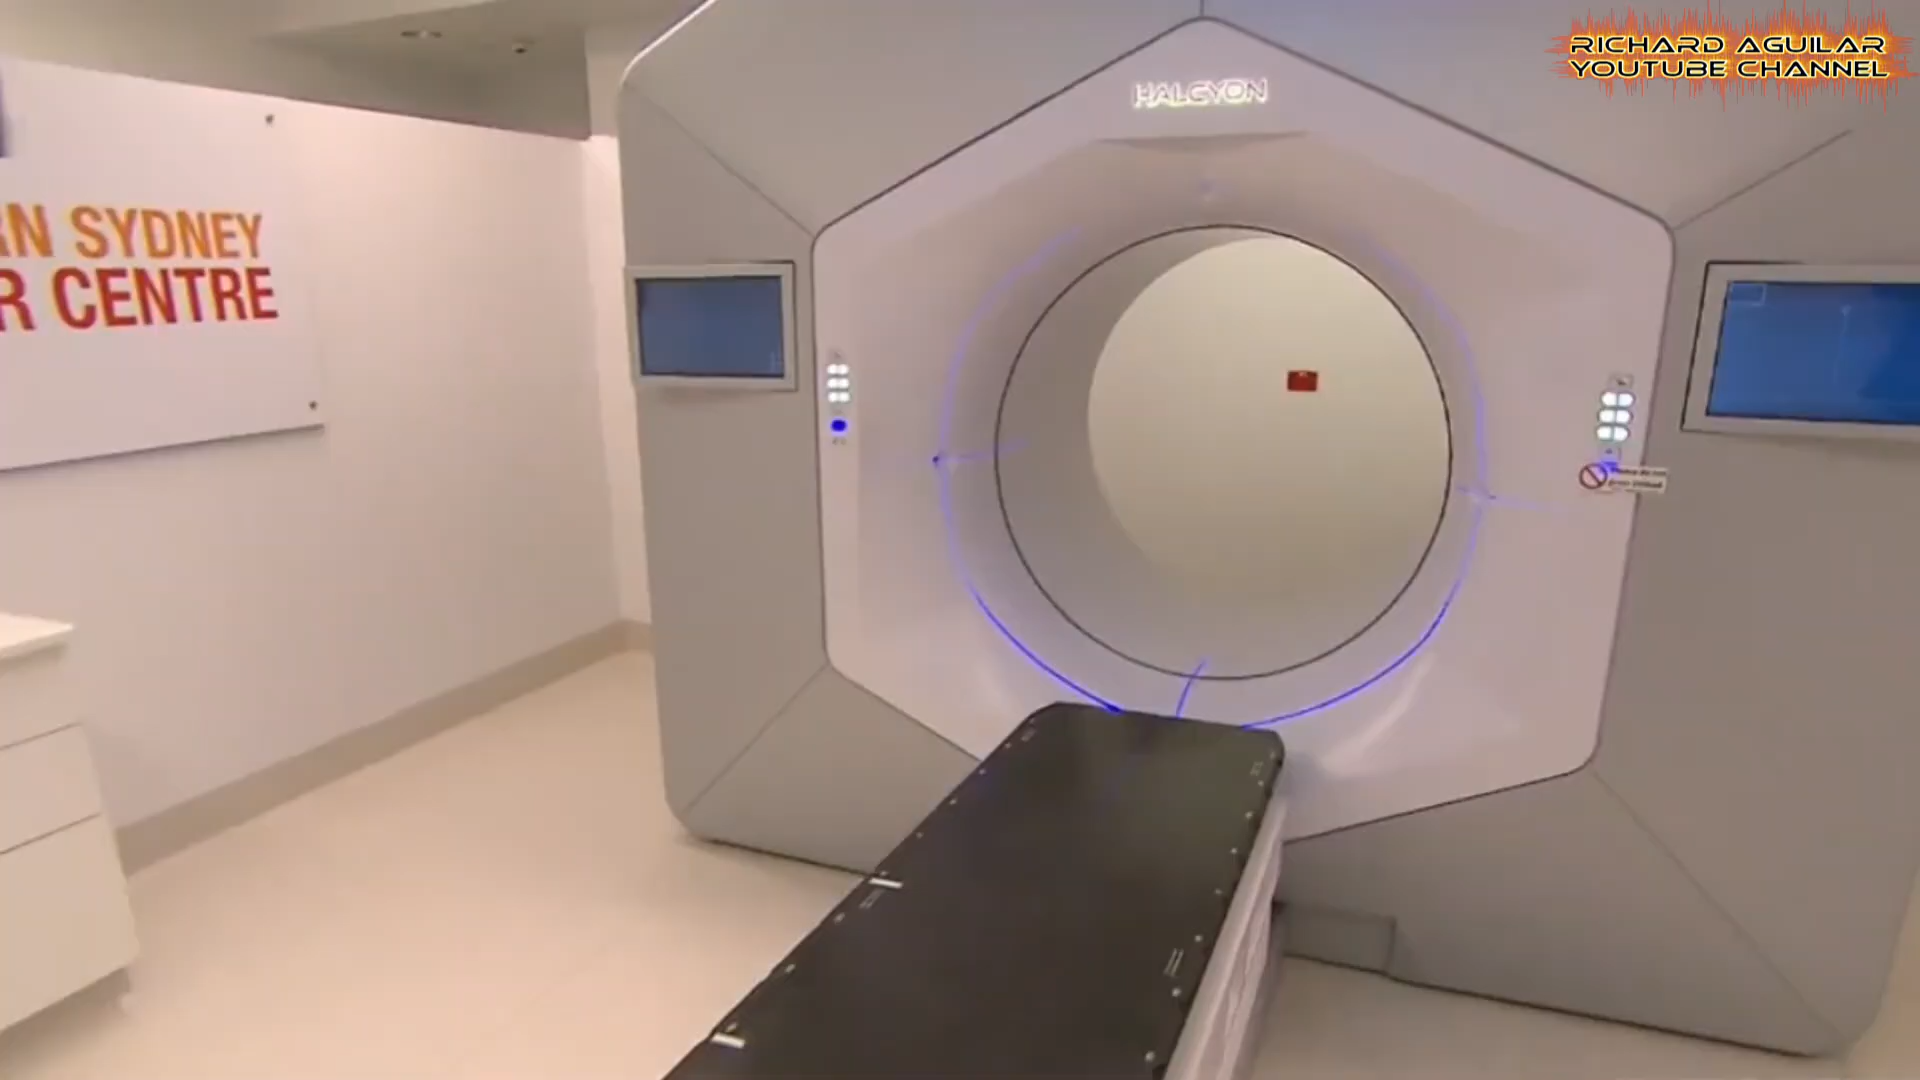 RICHARD AGUILAR
YOUTUBE CHANNEL
HALCYON
RN SYDNEY
R CENTRE